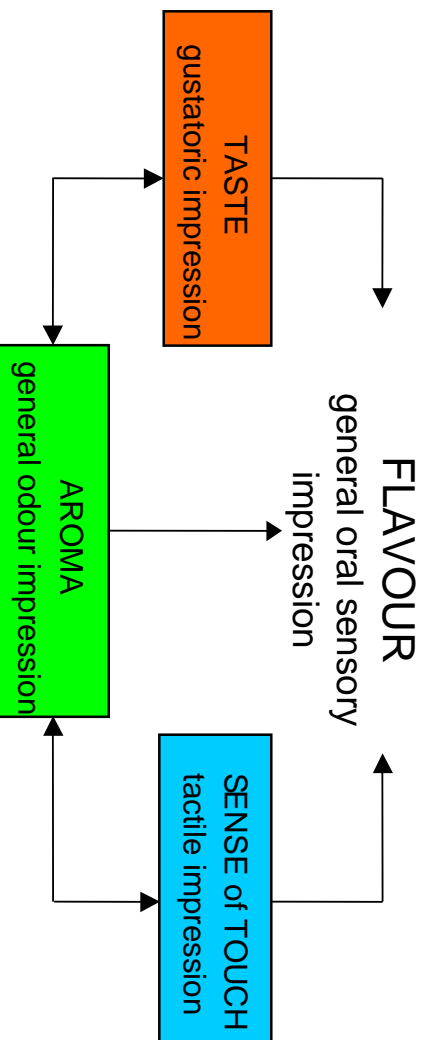 FLAVOUR
general oral sensory
impression
TASTE
gustatoric impression
SENSE of TOUCH
tactile impression
AROMA
general odour impression